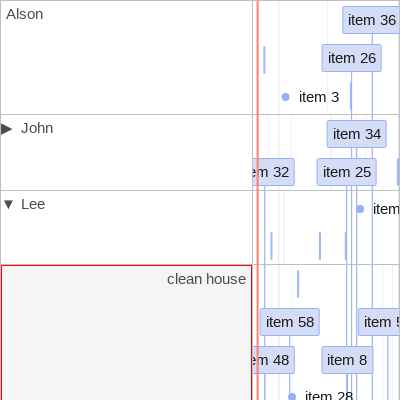 Alson
item 36
item 26
item 3
▶ John
item 34
em 32
item 25
▼ Lee
item
clean house
item 58
item 5
em 48
item 8
item 28